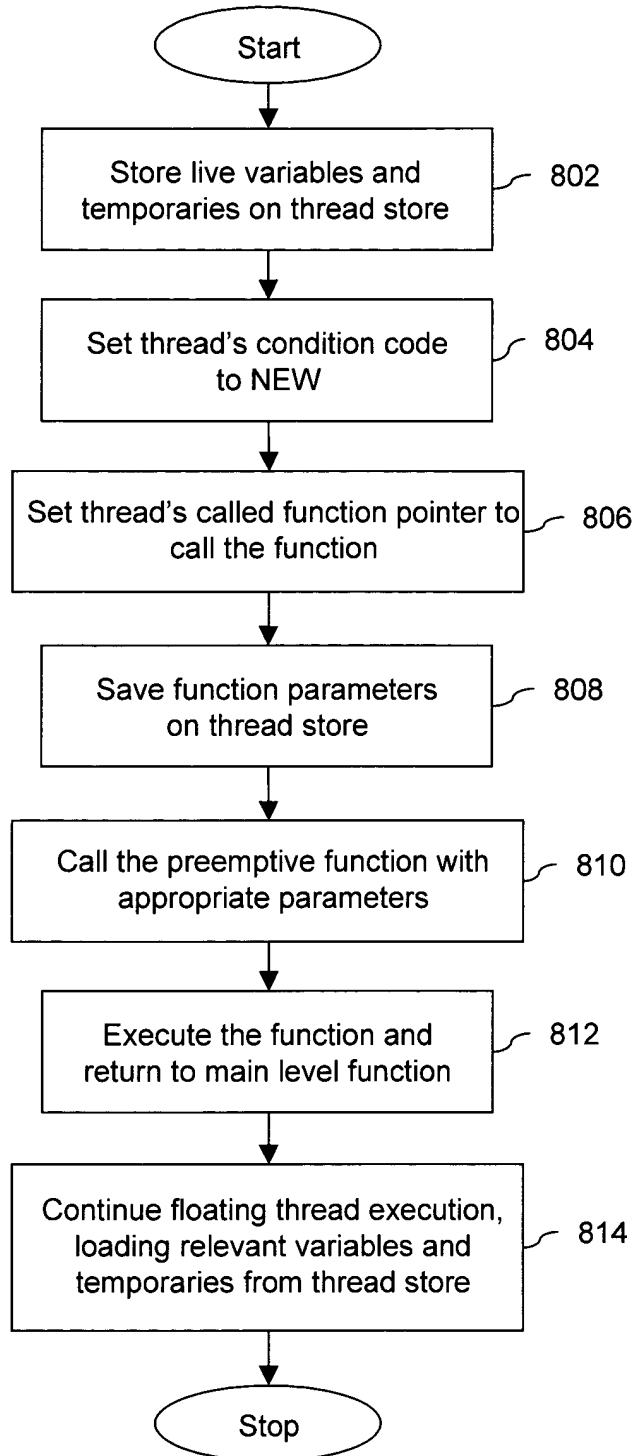 Start
Store live variables and
temporaries on thread store
802
Set thread's condition code
to NEW
804
Set thread's called function pointer to
call the function
806
Save function parameters
on thread store
808
Call the preemptive function with
appropriate parameters
810
Execute the function and
return to main level function
812
Continue floating thread execution,
loading relevant variables and
temporaries from thread store
814
Stop